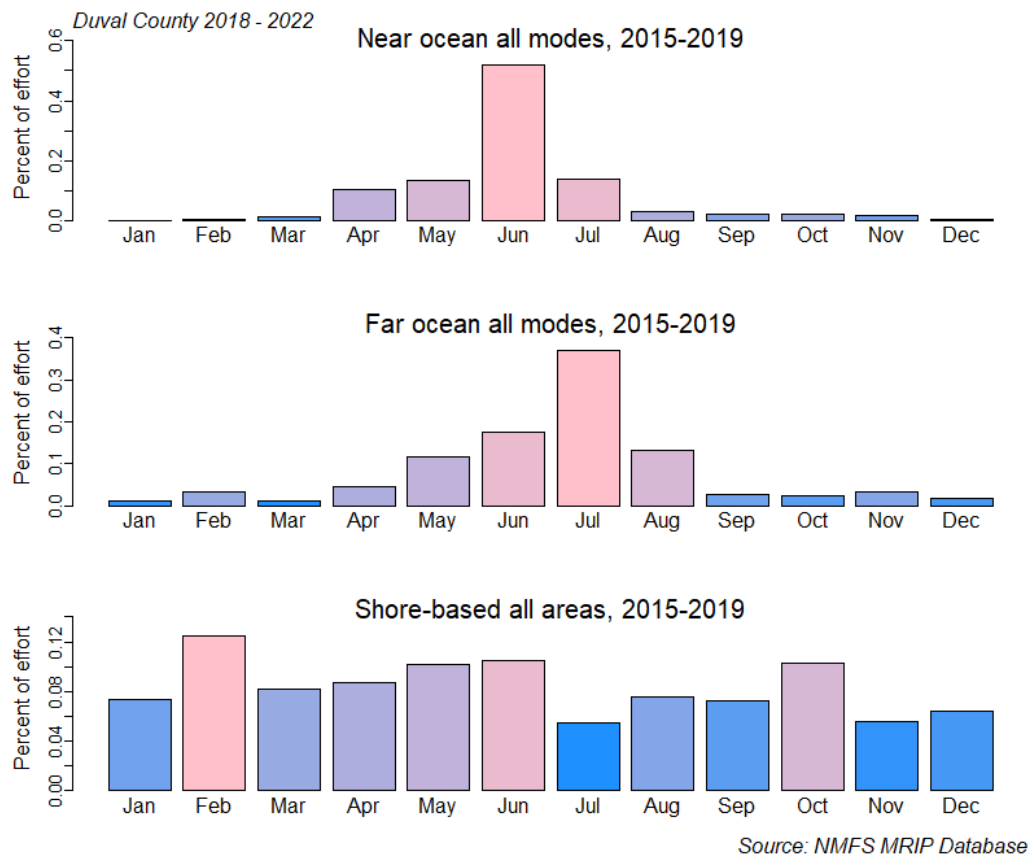 Duval County 2018 - 2022
Near ocean all modes, 2015-2019
Percent of effort
0.0 0.2 0.4 0.6
Jan Feb Mar Apr May Jun Jul Aug Sep Oct Nov Dec
Far ocean all modes, 2015-2019
Percent of effort
0.0 0.1 0.2 0.3 0.4
Jan Feb Mar Apr May Jun Jul Aug Sep Oct Nov Dec
Shore-based all areas, 2015-2019
Percent of effort
0.00 0.04 0.08 0.12
Jan Feb Mar Apr May Jun Jul Aug Sep Oct Nov Dec
Source: NMFS MRIP Database